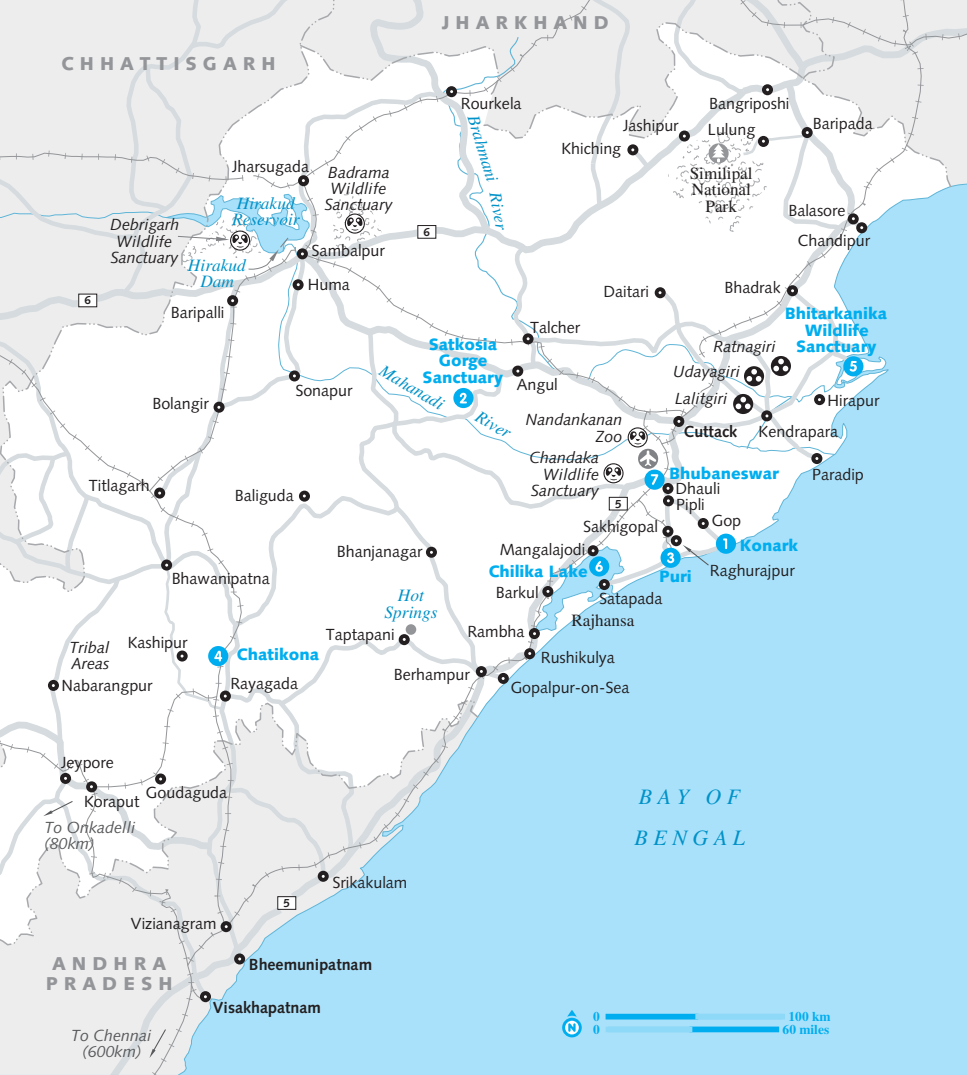 JHARKHAND
CHHATTISGARH
Rourkela
Bangriposhi
Jashipur
Lulung
Baripada
Khiching
Brahmani River
Similipal
National
Park
Jharsugada
Badrama
Wildlife
Sanctuary
Hirakud
Reservoir
Debrigarh
Wildlife
Sanctuary
Hirakud
Dam
Sambalpur
6
Balasore
Chandipur
Huma
6
Baripalli
Daitari
Bhadrak
Bhitarkanika
Wildlife
Sanctuary
5
Talcher
Satkosia
Gorge
Sanctuary
2
Angul
Ratnagiri
Udayagiri
Lalitgiri
Hirapur
Mahanadi
River
Sonapur
Bolangir
Nandankanan
Zoo
Cuttack
Kendrapara
Chandaka
Wildlife
Sanctuary
7
Bhubaneswar
Paradip
Titlagarh
Baliguda
5
Dhauli
Pipli
Gop
Sakhigopal
1
Konark
Bhanjanagar
Mangalajodi
Chilika Lake
6
3
Puri
Raghurajpur
Bhawanipatna
Barkul
Satapada
Rajhansa
Hot
Springs
Taptapani
Rambha
Rushikulya
Kashipur
4
Chatikona
Tribal
Areas
Nabarangpur
Rayagada
Berhampur
Gopalpur-on-Sea
Jeypore
Koraput
Goudaguda
To Onkadelli
(80km)
BAY OF
BENGAL
Srikakulam
5
Vizianagram
ANDHRA
PRADESH
Bheemunipatnam
Visakhapatnam
To Chennai
(600km)
N
0 100 km
0 60 miles